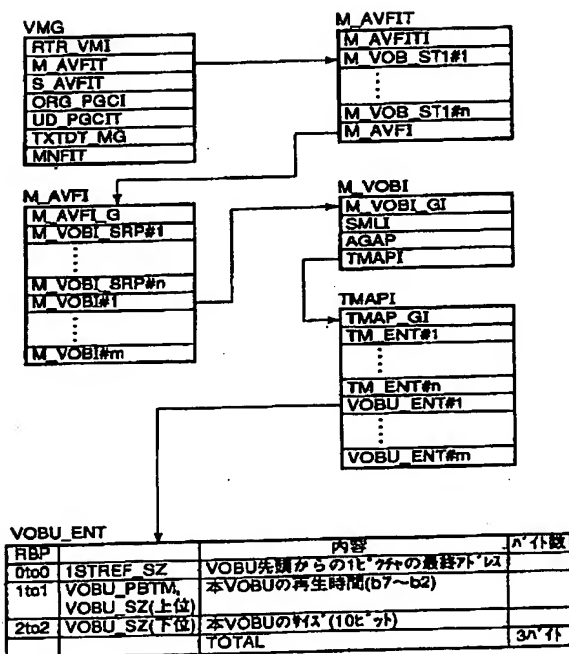 VMG
RTR_VMI
M_AVFIT
S_AVFIT
ORG_PGCI
UD_PGCIT
TXTDT_MG
MNFIT
M_AVFIT
M_AVFITI
M_VOB_ST1#1
M_VOB_ST1#n
M_AVFI
M_AVFI
M_AVFI_G
M_VOBI_SRP#1
M_VOBI_SRP#n
M_VOBI#1
M_VOBI#m
M_VOBI
M_VOBI_GI
SMLI
AGAP
TMAPI
TMAPI
TMAP_GI
TM_ENT#1
TM_ENT#n
VOBU_ENT#1
VOBU_ENT#m
VOBU_ENT
RBP 内容 バイト数
0to0 1STREF_SZ VOBU先頭からの1ピクチャの最終アドレス
1to1 VOBU_PBTM, 本VOBUの再生時間(b7~b2)
VOBU_SZ(上位)
2to2 VOBU_SZ(下位) 本VOBUのサイズ(10ビット)
TOTAL 3バイト